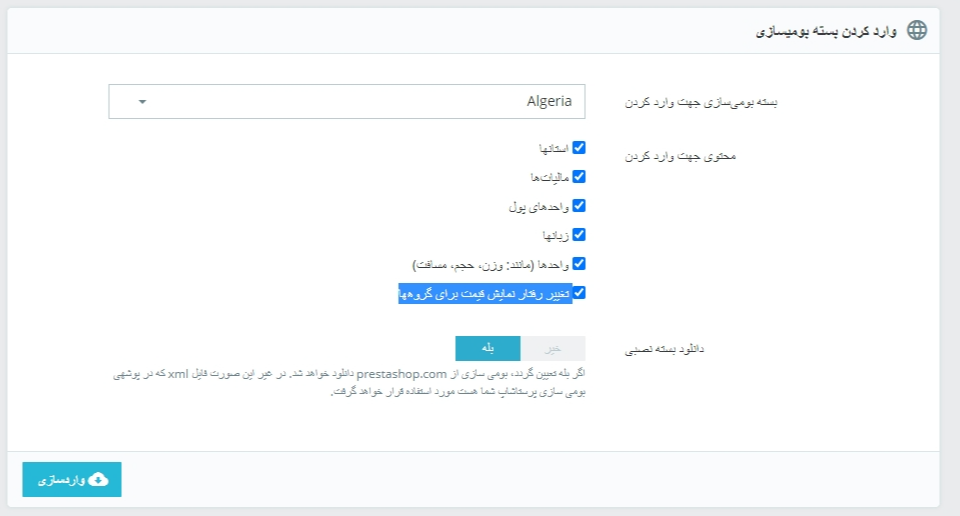 وارد کردن بسته بومیسازی
بسته بومی‌سازی جهت وارد کردن
Algeria
محتوی جهت وارد کردن
استانها
مالیات‌ها
واحدهای پول
زبانها
واحدها (مانند: وزن، حجم، مسافت)
تغییر رفتار نمایش قیمت برای گروهها
دانلود بسته نصبی
خیر
بله
اگر بله تعیین گردد، بومی سازی از prestashop.com دانلود خواهد شد. در غیر این صورت فایل xml که در پوشهی
بومی سازی پرستاشاپ شما هست مورد استفاده قرار خواهد گرفت.
واردسازی